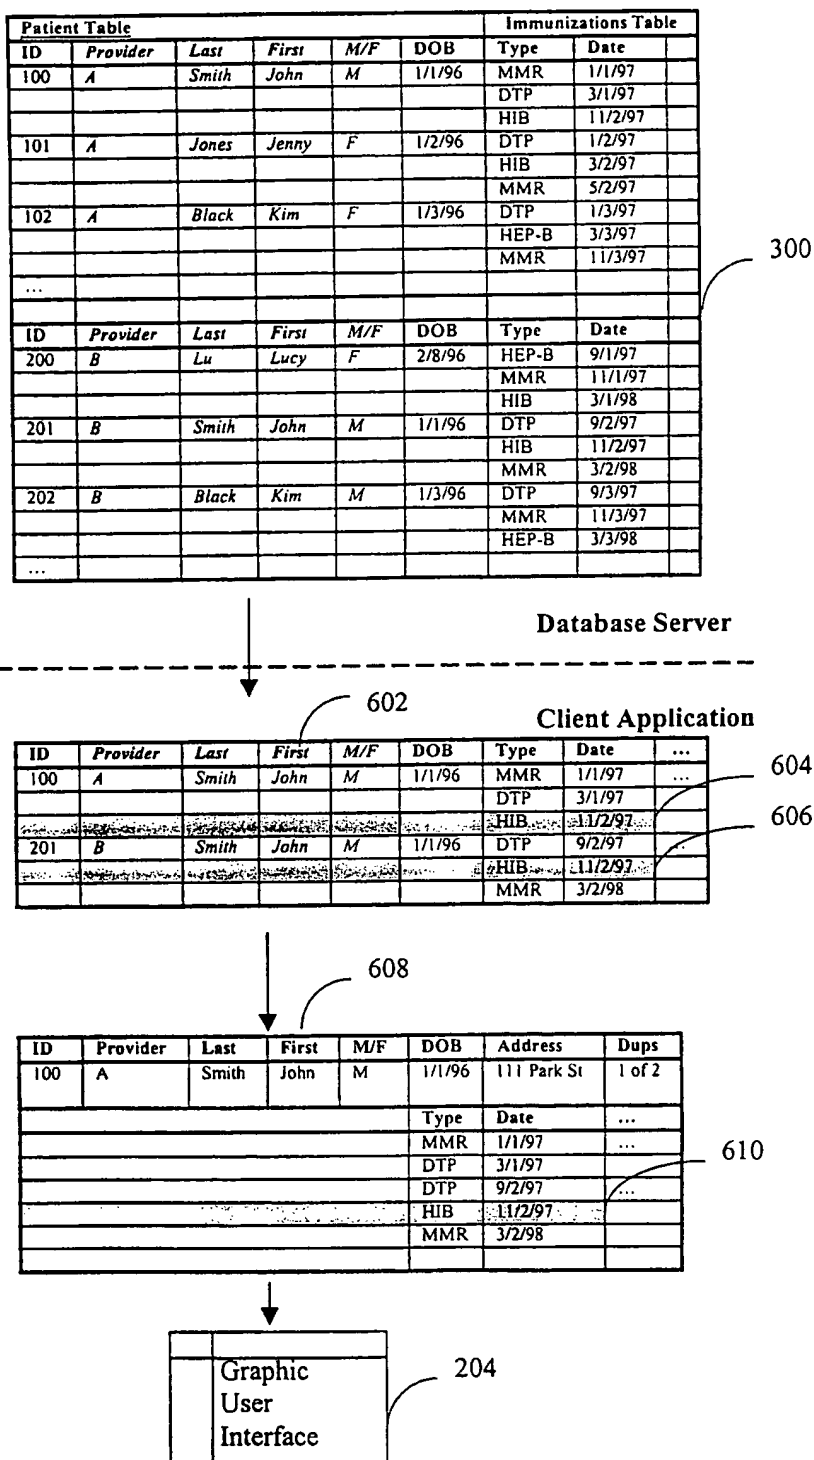 Patient Table Immunizations Table
ID Provider Last First M/F DOB Type Date
100 A Smith John M 1/1/96 MMR 1/1/97
DTP 3/1/97
HIB 11/2/97
101 A Jones Jenny F 1/2/96 DTP 1/2/97
HIB 3/2/97
MMR 5/2/97
102 A Black Kim F 1/3/96 DTP 1/3/97
HEP-B 3/3/97
MMR 11/3/97
300
...
ID Provider Last First M/F DOB Type Date
200 B Lu Lucy F 2/8/96 HEP-B 9/1/97
MMR 11/1/97
HIB 3/1/98
201 B Smith John M 1/1/96 DTP 9/2/97
HIB 11/2/97
MMR 3/2/98
202 B Black Kim M 1/3/96 DTP 9/3/97
MMR 11/3/97
HEP-B 3/3/98
...
Database Server
602
Client Application
ID Provider Last First M/F DOB Type Date ...
100 A Smith John M 1/1/96 MMR 1/1/97 ...
604
DTP 3/1/97
HIB 11/2/97
606
201 B Smith John M 1/1/96 DTP 9/2/97 ...
HIB 11/2/97
MMR 3/2/98
608
ID Provider Last First M/F DOB Address Dups
100 A Smith John M 1/1/96 111 Park St 1 of 2
Type Date ...
MMR 1/1/97 ...
610
DTP 3/1/97
DTP 9/2/97 ...
HIB 11/2/97
MMR 3/2/98
204
Graphic
User
Interface